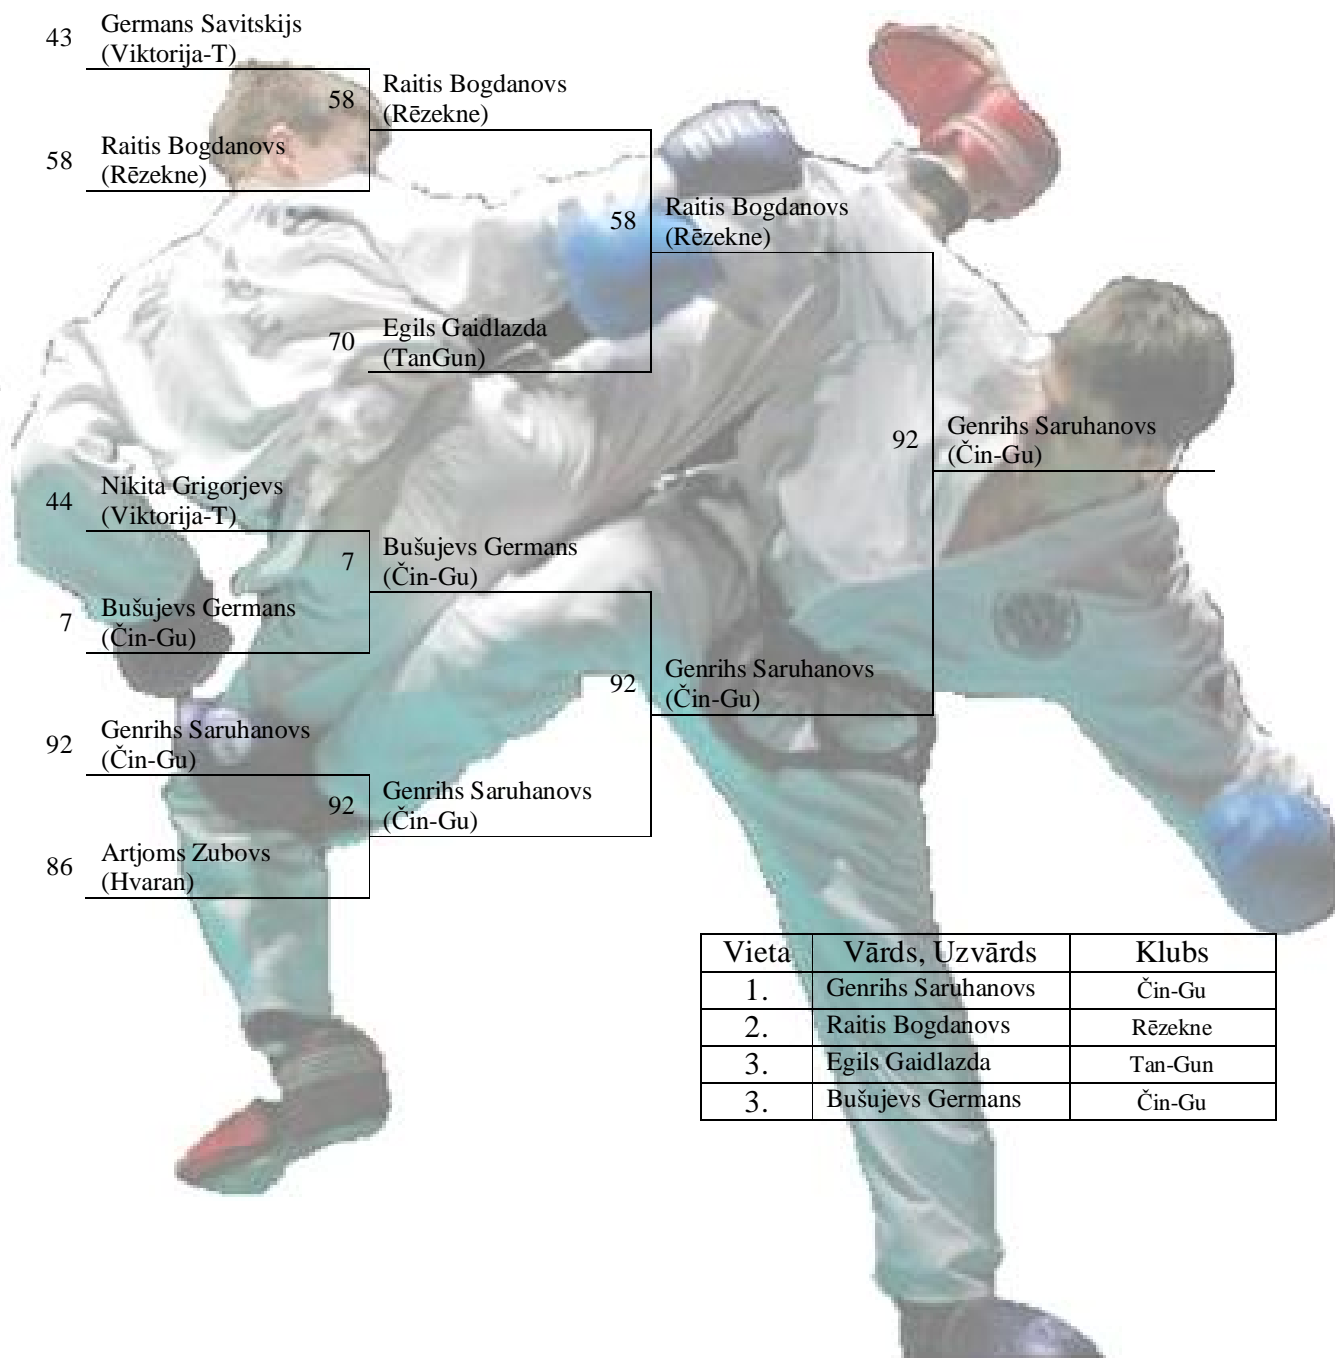 43
Germans Savitskijs
(Viktorija-T)
58
Raitis Bogdanovs
(Rēzekne)
58
Raitis Bogdanovs
(Rēzekne)
58
Raitis Bogdanovs
(Rēzekne)
70
Egils Gaidlazda
(TanGun)
92
Genrihs Saruhanovs
(Čin-Gu)
44
Nikita Grigorjevs
(Viktorija-T)
7
Bušujevs Germans
(Čin-Gu)
7
Bušujevs Germans
(Čin-Gu)
92
Genrihs Saruhanovs
(Čin-Gu)
92
Genrihs Saruhanovs
(Čin-Gu)
92
Genrihs Saruhanovs
(Čin-Gu)
86
Artjoms Zubovs
(Hvaran)
Vieta Vārds, Uzvārds Klubs
1. Genrihs Saruhanovs Čin-Gu
2. Raitis Bogdanovs Rēzekne
3. Egils Gaidlazda Tan-Gun
3. Bušujevs Germans Čin-Gu